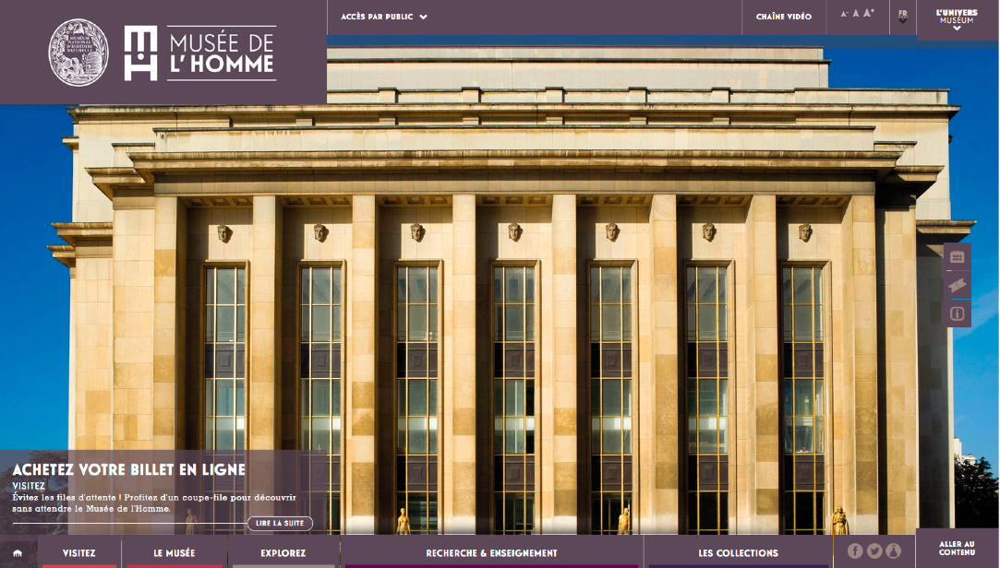 MUSÉUM
NATIONAL
D'HISTOIRE
NATURELLE
MUSÉE DE
L'HOMME
ACCÈS PAR PUBLIC
CHAÎNE VIDÉO
A- A A+
FR
L'UNIVERS
MUSÉUM
ACHETEZ VOTRE BILLET EN LIGNE
VISITEZ
Évitez les files d'attente ! Profitez d'un coupe-file pour découvrir
sans attendre le Musée de l'Homme.
LIRE LA SUITE
VISITEZ
LE MUSÉE
EXPLOREZ
RECHERCHE & ENSEIGNEMENT
LES COLLECTIONS
ALLER AU
CONTENU